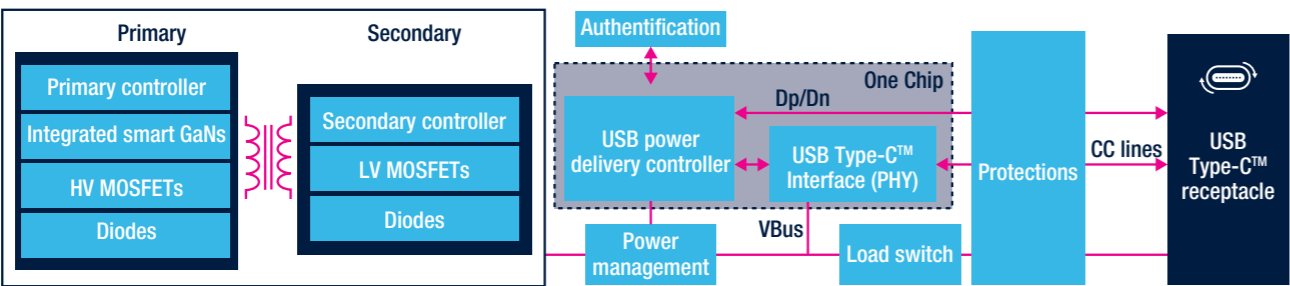 Primary
Primary controller
Integrated smart GaNs
HV MOSFETs
Diodes
Secondary
Secondary controller
LV MOSFETs
Diodes
Authentification
One Chip
Dp/Dn
USB power
delivery controller
USB Type-C™
Interface (PHY)
VBus
Power
management
Load switch
Protections
CC lines
USB
Type-C™
receptacle